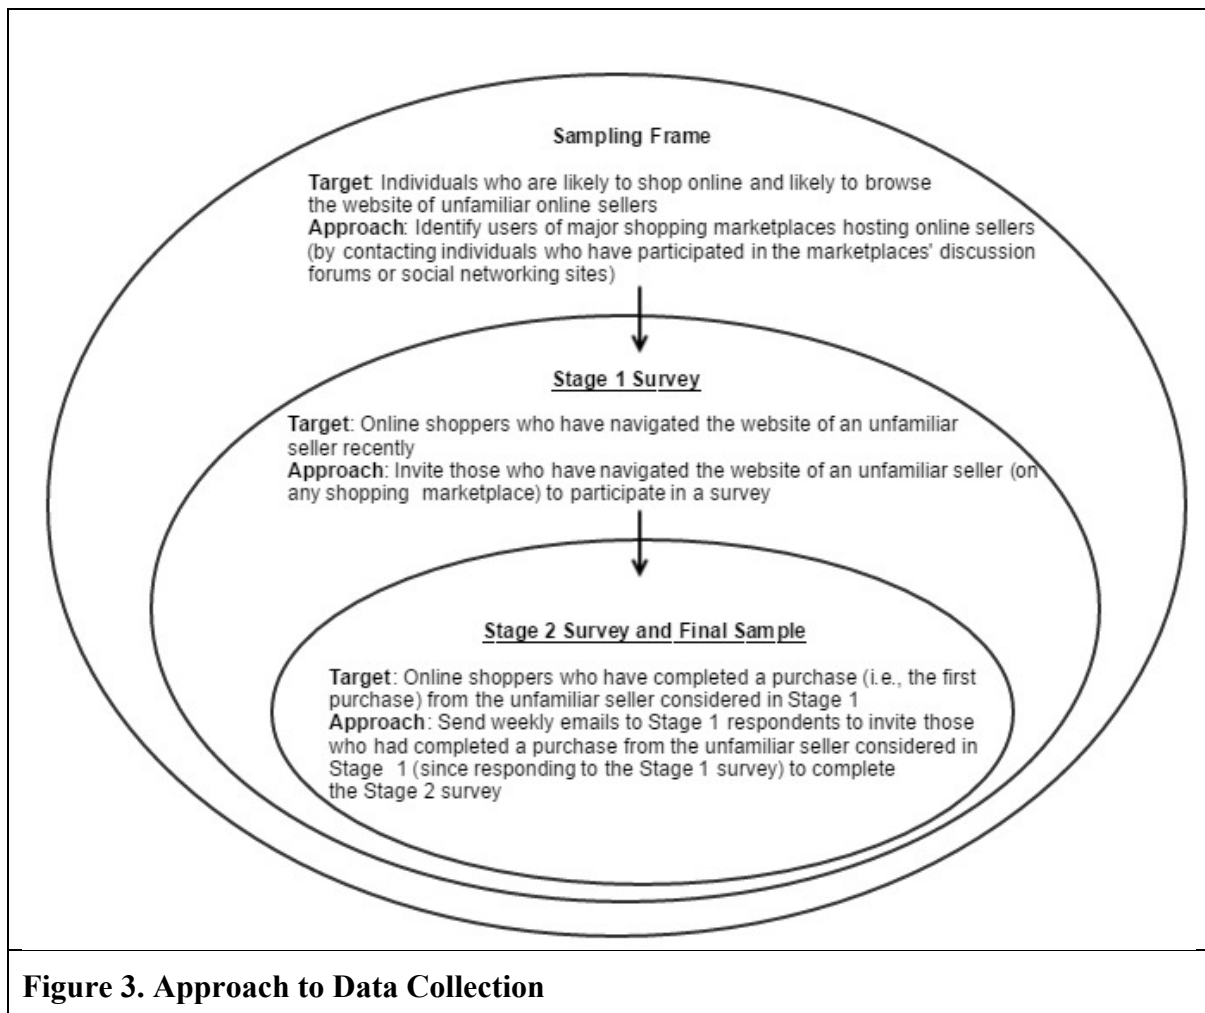 Sampling Frame
Target: Individuals who are likely to shop online and likely to browse
the website of unfamiliar online sellers
Approach: Identify users of major shopping marketplaces hosting online sellers
(by contacting individuals who have participated in the marketplaces' discussion
forums or social networking sites)
Stage 1 Survey
Target: Online shoppers who have navigated the website of an unfamiliar
seller recently
Approach: Invite those who have navigated the website of an unfamiliar seller (on
any shopping marketplace) to participate in a survey
Stage 2 Survey and Final Sample
Target: Online shoppers who have completed a purchase (i.e., the first
purchase) from the unfamiliar seller considered in Stage 1
Approach: Send weekly emails to Stage 1 respondents to invite those
who had completed a purchase from the unfamiliar seller considered in
Stage 1 (since responding to the Stage 1 survey) to complete
the Stage 2 survey
Figure 3. Approach to Data Collection